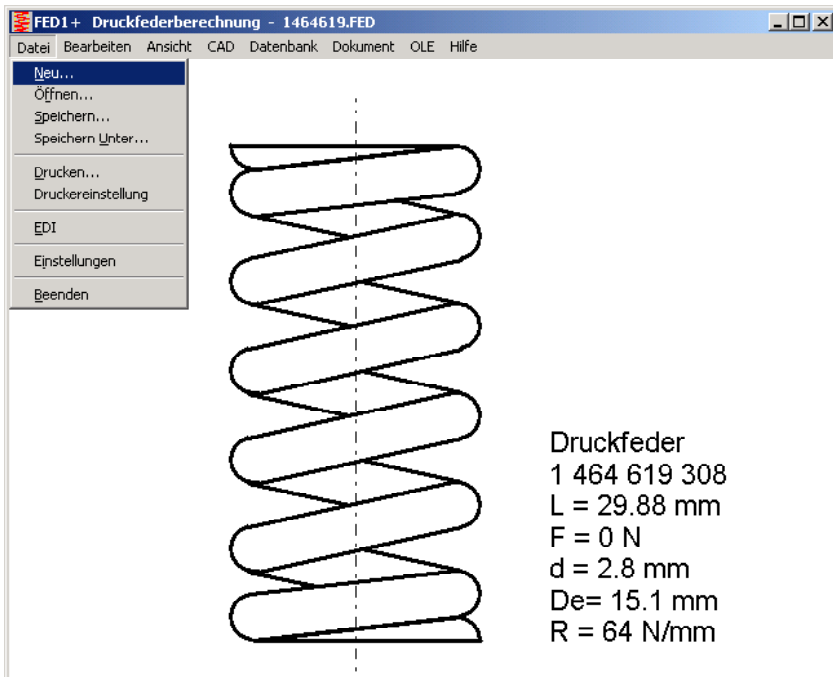 FED1+ Druckfederberechnung - 1464619.FED
Datei Bearbeiten Ansicht CAD Datenbank Dokument OLE Hilfe
Neu...
Öffnen...
Speichern...
Speichern Unter...
Drucken...
Druckereinstellung
EDI
Einstellungen
Beenden
Druckfeder
1 464 619 308
L = 29.88 mm
F = 0 N
d = 2.8 mm
De= 15.1 mm
R = 64 N/mm